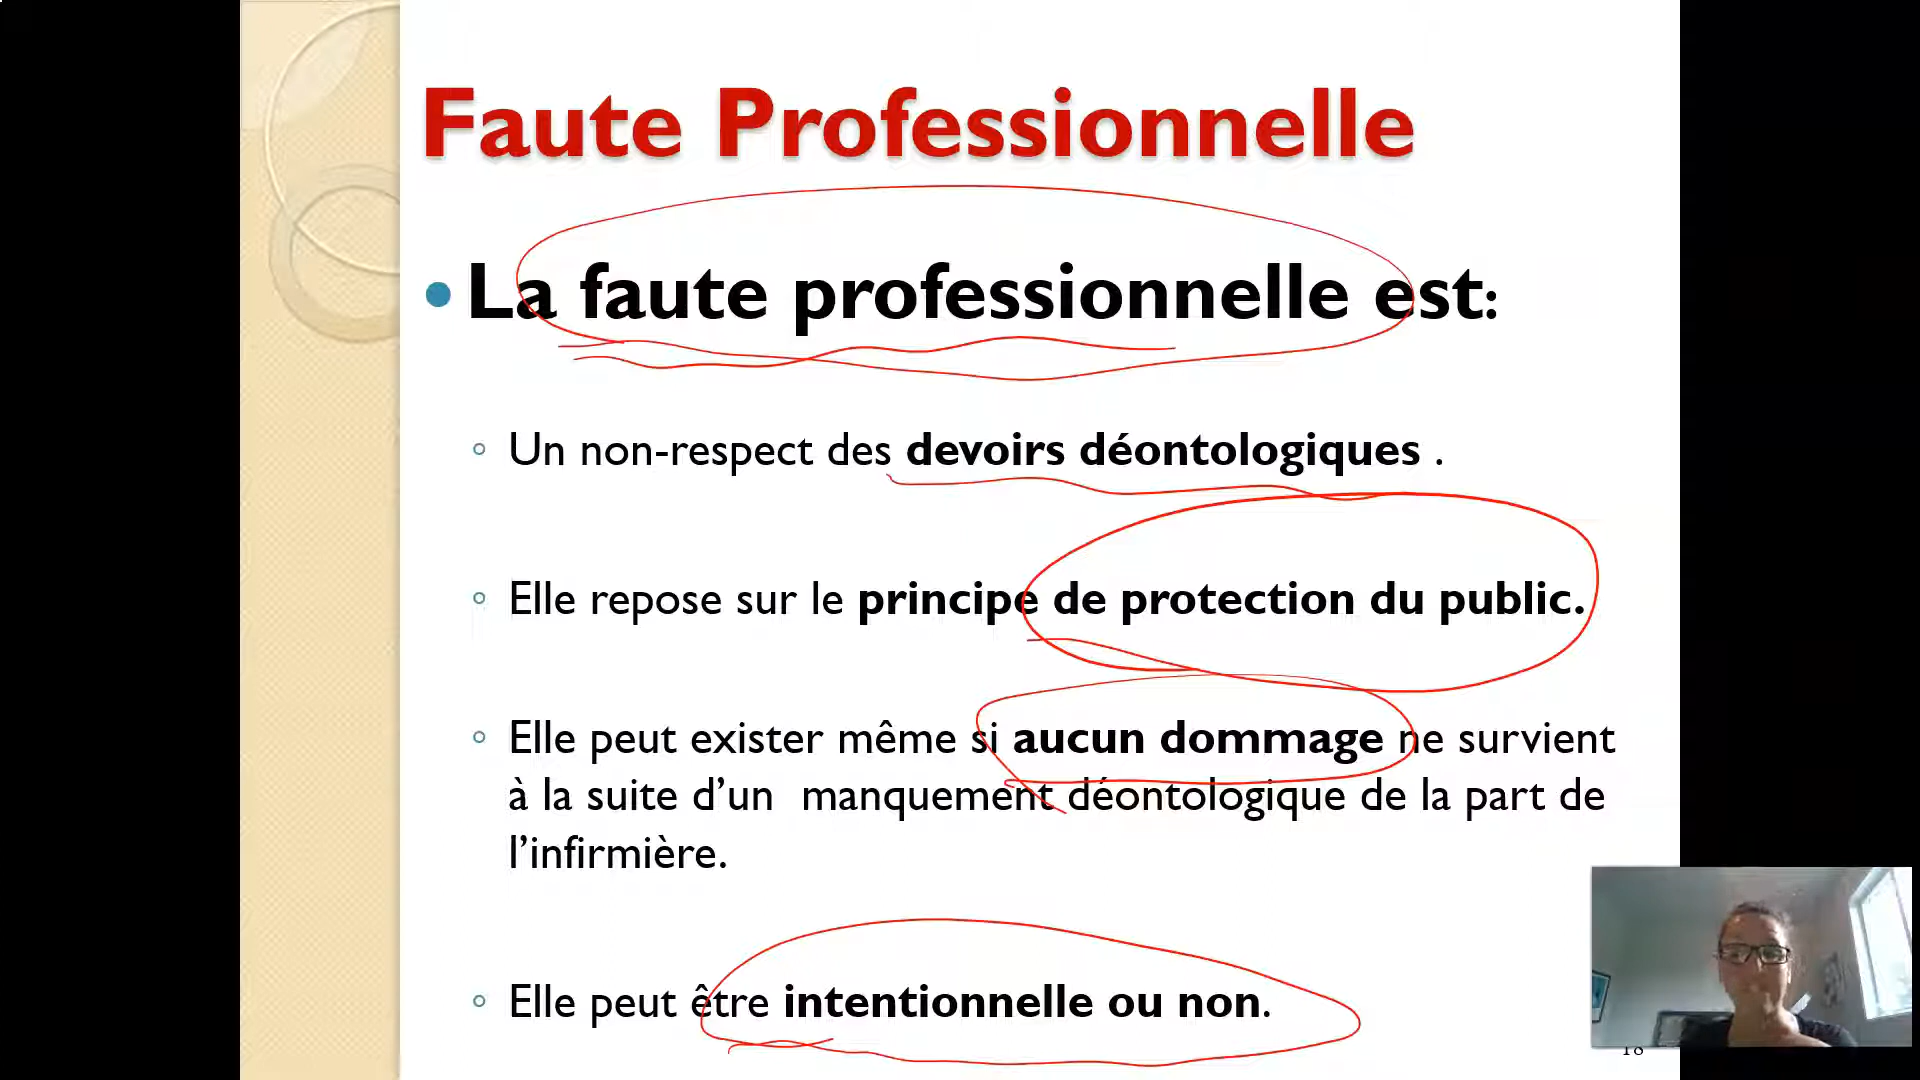 Faute Professionnelle
La faute professionnelle est:
Un non-respect des devoirs déontologiques .
Elle repose sur le principe de protection du public.
Elle peut exister même si aucun dommage ne survient
à la suite d’un manquement déontologique de la part de
l’infirmière.
Elle peut être intentionnelle ou non.
18